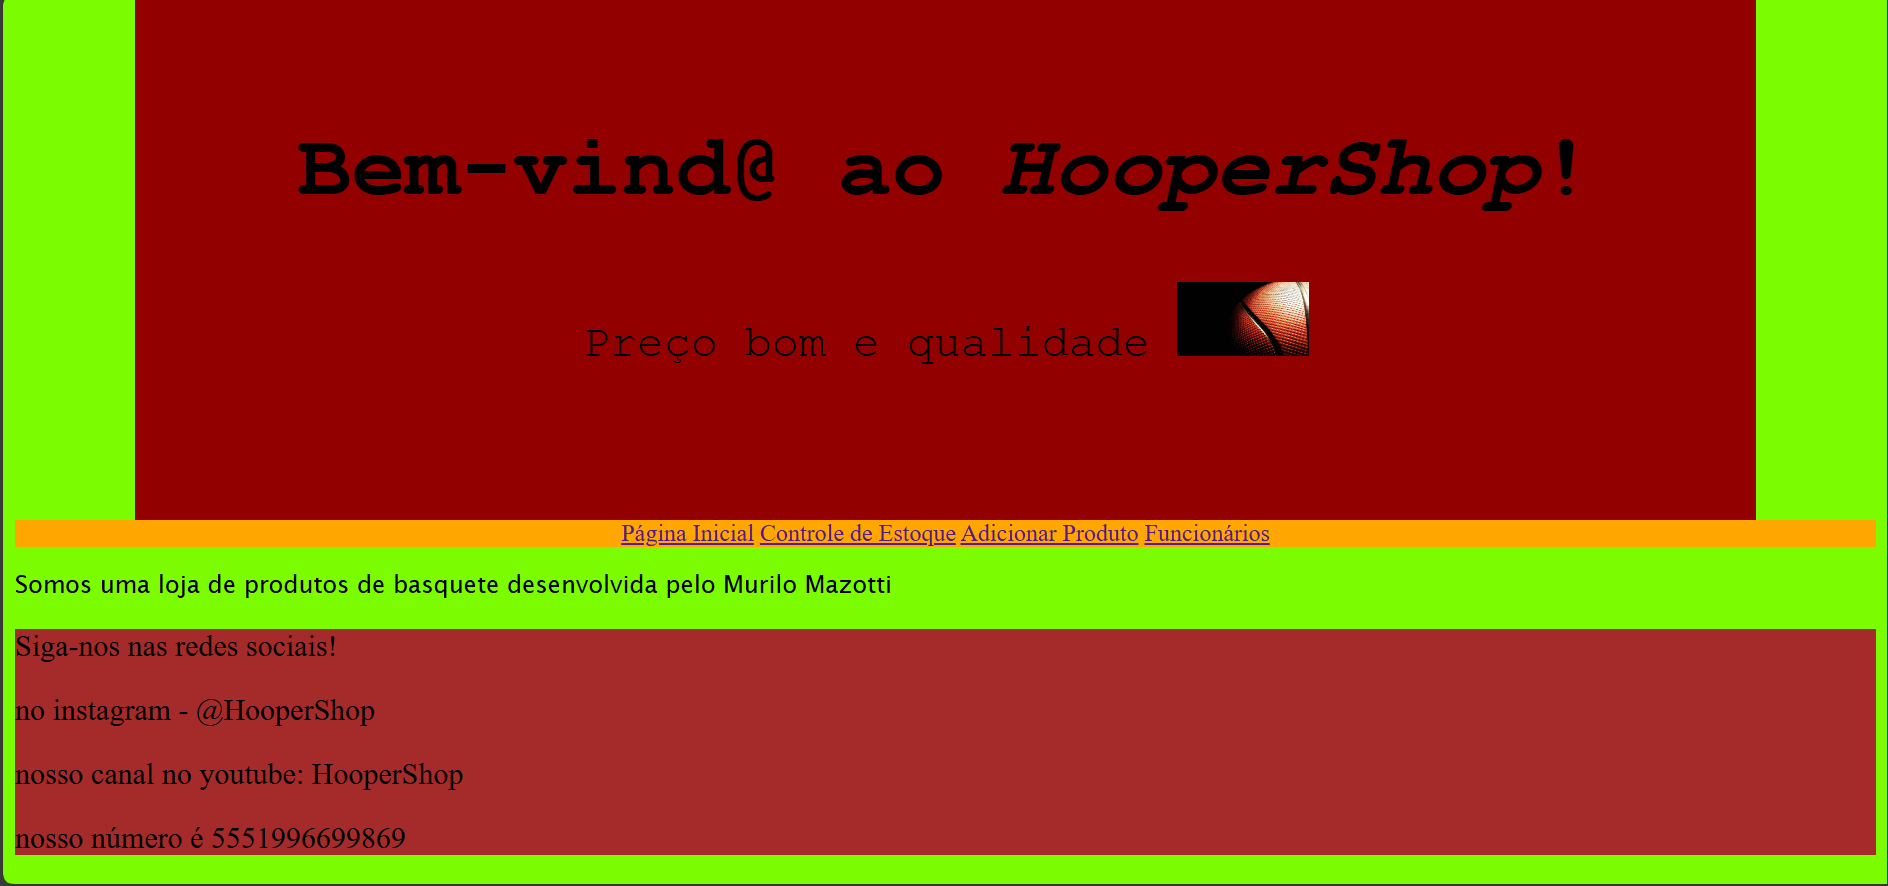 Bem-vind@ ao HooperShop!
Preço bom e qualidade
Página Inicial Controle de Estoque Adicionar Produto Funcionários
Somos uma loja de produtos de basquete desenvolvida pelo Murilo Mazotti
Siga-nos nas redes sociais!
no instagram - @HooperShop
nosso canal no youtube: HooperShop
nosso número é 5551996699869